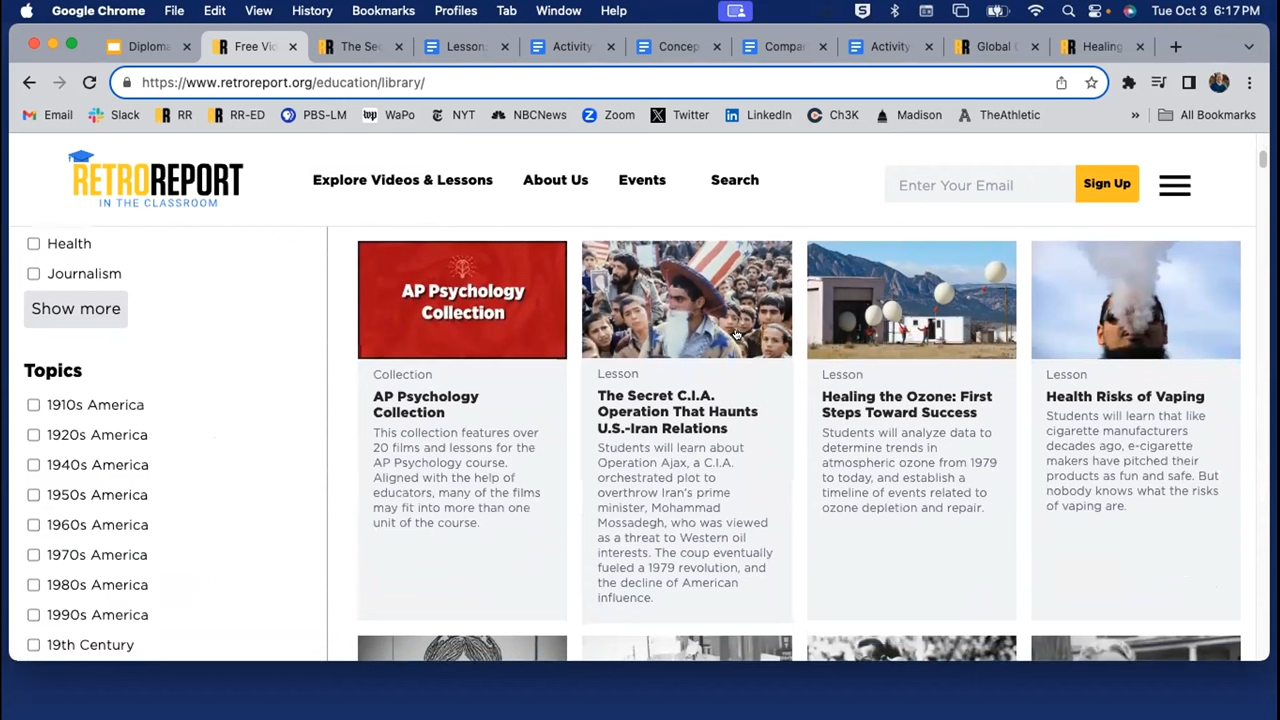 Google Chrome File Edit View History Bookmarks Profiles Tab Window Help Tue Oct 3 6:17 PM
Diploma Free Vid The Sec Lesson: Activity Concep Compa Activity Global Healing
https://www.retroreport.org/education/library/
Email Slack RR RR-ED PBS-LM WaPo NYT NBCNews Zoom Twitter LinkedIn Ch3K Madison TheAthletic » All Bookmarks
RETROREPORT
IN THE CLASSROOM
Explore Videos & Lessons About Us Events Search Enter Your Email Sign Up
Health
Journalism
Show more
Topics
1910s America
1920s America
1940s America
1950s America
1960s America
1970s America
1980s America
1990s America
19th Century
AP Psychology
Collection
Collection
AP Psychology
Collection
This collection features over
20 films and lessons for the
AP Psychology course.
Aligned with the help of
educators, many of the films
may fit into more than one
unit of the course.
Lesson
The Secret C.I.A.
Operation That Haunts
U.S.-Iran Relations
Students will learn about
Operation Ajax, a C.I.A.
orchestrated plot to
overthrow Iran's prime
minister, Mohammad
Mossadegh, who was viewed
as a threat to Western oil
interests. The coup eventually
fueled a 1979 revolution, and
the decline of American
influence.
Lesson
Healing the Ozone: First
Steps Toward Success
Students will analyze data to
determine trends in
atmospheric ozone from 1979
to today, and establish a
timeline of events related to
ozone depletion and repair.
Lesson
Health Risks of Vaping
Students will learn that like
cigarette manufacturers
decades ago, e-cigarette
makers have pitched their
products as fun and safe. But
nobody knows what the risks
of vaping are.